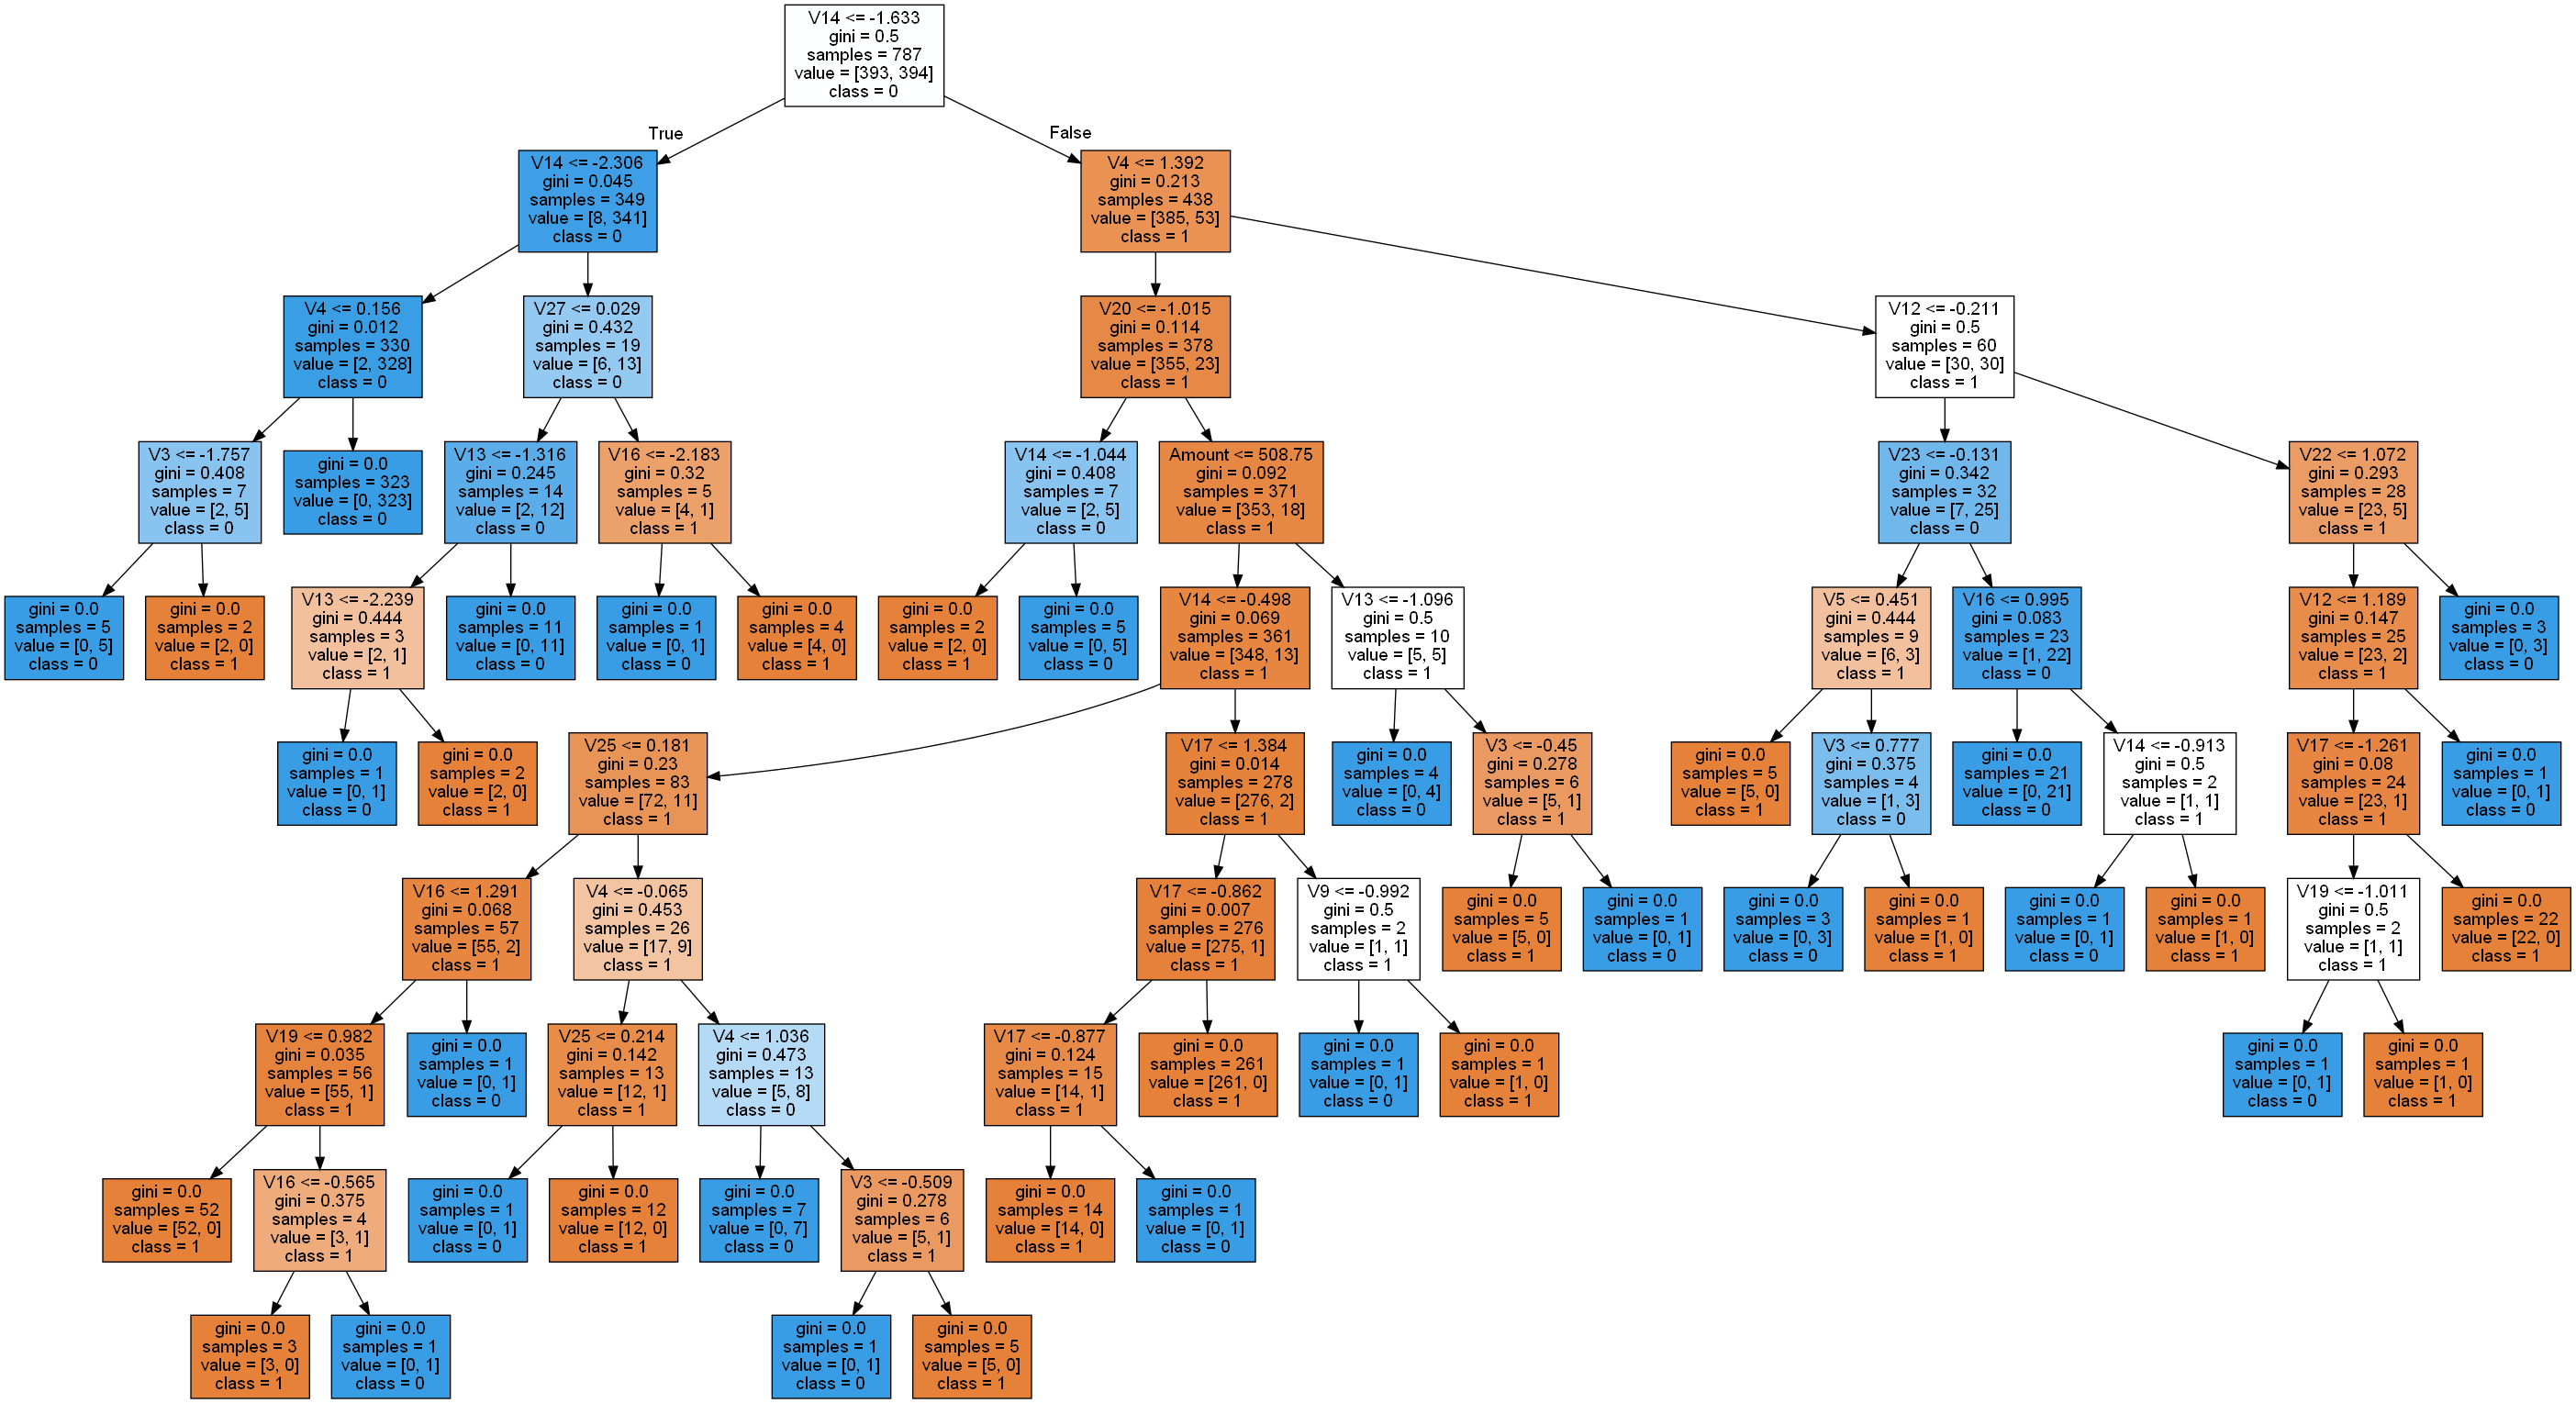 V14 <= -1.633
gini = 0.5
samples = 787
value = [393, 394]
class = 0
True
False
V14 <= -2.306
gini = 0.045
samples = 349
value = [8, 341]
class = 0
V4 <= 1.392
gini = 0.213
samples = 438
value = [385, 53]
class = 1
V4 <= 0.156
gini = 0.012
samples = 330
value = [2, 328]
class = 0
V27 <= 0.029
gini = 0.432
samples = 19
value = [6, 13]
class = 0
V20 <= -1.015
gini = 0.114
samples = 378
value = [355, 23]
class = 1
V12 <= -0.211
gini = 0.5
samples = 60
value = [30, 30]
class = 1
V3 <= -1.757
gini = 0.408
samples = 7
value = [2, 5]
class = 0
gini = 0.0
samples = 323
value = [0, 323]
class = 0
V13 <= -1.316
gini = 0.245
samples = 14
value = [2, 12]
class = 0
V16 <= -2.183
gini = 0.32
samples = 5
value = [4, 1]
class = 1
V14 <= -1.044
gini = 0.408
samples = 7
value = [2, 5]
class = 0
Amount <= 508.75
gini = 0.092
samples = 371
value = [353, 18]
class = 1
V23 <= -0.131
gini = 0.342
samples = 32
value = [7, 25]
class = 0
V22 <= 1.072
gini = 0.293
samples = 28
value = [23, 5]
class = 1
gini = 0.0
samples = 5
value = [0, 5]
class = 0
gini = 0.0
samples = 2
value = [2, 0]
class = 1
V13 <= -2.239
gini = 0.444
samples = 3
value = [2, 1]
class = 1
gini = 0.0
samples = 11
value = [0, 11]
class = 0
gini = 0.0
samples = 1
value = [0, 1]
class = 0
gini = 0.0
samples = 4
value = [4, 0]
class = 1
gini = 0.0
samples = 2
value = [2, 0]
class = 1
gini = 0.0
samples = 5
value = [0, 5]
class = 0
V14 <= -0.498
gini = 0.069
samples = 361
value = [348, 13]
class = 1
V13 <= -1.096
gini = 0.5
samples = 10
value = [5, 5]
class = 1
V5 <= 0.451
gini = 0.444
samples = 9
value = [6, 3]
class = 1
V16 <= 0.995
gini = 0.083
samples = 23
value = [1, 22]
class = 0
V12 <= 1.189
gini = 0.147
samples = 25
value = [23, 2]
class = 1
gini = 0.0
samples = 3
value = [0, 3]
class = 0
gini = 0.0
samples = 1
value = [0, 1]
class = 0
gini = 0.0
samples = 2
value = [2, 0]
class = 1
V25 <= 0.181
gini = 0.23
samples = 83
value = [72, 11]
class = 1
V17 <= 1.384
gini = 0.014
samples = 278
value = [276, 2]
class = 1
gini = 0.0
samples = 4
value = [0, 4]
class = 0
V3 <= -0.45
gini = 0.278
samples = 6
value = [5, 1]
class = 1
gini = 0.0
samples = 5
value = [5, 0]
class = 1
V3 <= 0.777
gini = 0.375
samples = 4
value = [1, 3]
class = 0
gini = 0.0
samples = 21
value = [0, 21]
class = 0
V14 <= -0.913
gini = 0.5
samples = 2
value = [1, 1]
class = 1
V17 <= -1.261
gini = 0.08
samples = 24
value = [23, 1]
class = 1
gini = 0.0
samples = 1
value = [0, 1]
class = 0
V16 <= 1.291
gini = 0.068
samples = 57
value = [55, 2]
class = 1
V4 <= -0.065
gini = 0.453
samples = 26
value = [17, 9]
class = 1
V17 <= -0.862
gini = 0.007
samples = 276
value = [275, 1]
class = 1
V9 <= -0.992
gini = 0.5
samples = 2
value = [1, 1]
class = 1
gini = 0.0
samples = 5
value = [5, 0]
class = 1
gini = 0.0
samples = 1
value = [0, 1]
class = 0
gini = 0.0
samples = 3
value = [0, 3]
class = 0
gini = 0.0
samples = 1
value = [1, 0]
class = 1
gini = 0.0
samples = 1
value = [0, 1]
class = 0
gini = 0.0
samples = 1
value = [1, 0]
class = 1
V19 <= -1.011
gini = 0.5
samples = 2
value = [1, 1]
class = 1
gini = 0.0
samples = 22
value = [22, 0]
class = 1
V19 <= 0.982
gini = 0.035
samples = 56
value = [55, 1]
class = 1
gini = 0.0
samples = 1
value = [0, 1]
class = 0
V25 <= 0.214
gini = 0.142
samples = 13
value = [12, 1]
class = 1
V4 <= 1.036
gini = 0.473
samples = 13
value = [5, 8]
class = 0
V17 <= -0.877
gini = 0.124
samples = 15
value = [14, 1]
class = 1
gini = 0.0
samples = 261
value = [261, 0]
class = 1
gini = 0.0
samples = 1
value = [0, 1]
class = 0
gini = 0.0
samples = 1
value = [1, 0]
class = 1
gini = 0.0
samples = 1
value = [0, 1]
class = 0
gini = 0.0
samples = 1
value = [1, 0]
class = 1
gini = 0.0
samples = 52
value = [52, 0]
class = 1
V16 <= -0.565
gini = 0.375
samples = 4
value = [3, 1]
class = 1
gini = 0.0
samples = 1
value = [0, 1]
class = 0
gini = 0.0
samples = 12
value = [12, 0]
class = 1
gini = 0.0
samples = 7
value = [0, 7]
class = 0
V3 <= -0.509
gini = 0.278
samples = 6
value = [5, 1]
class = 1
gini = 0.0
samples = 14
value = [14, 0]
class = 1
gini = 0.0
samples = 1
value = [0, 1]
class = 0
gini = 0.0
samples = 3
value = [3, 0]
class = 1
gini = 0.0
samples = 1
value = [0, 1]
class = 0
gini = 0.0
samples = 1
value = [0, 1]
class = 0
gini = 0.0
samples = 5
value = [5, 0]
class = 1